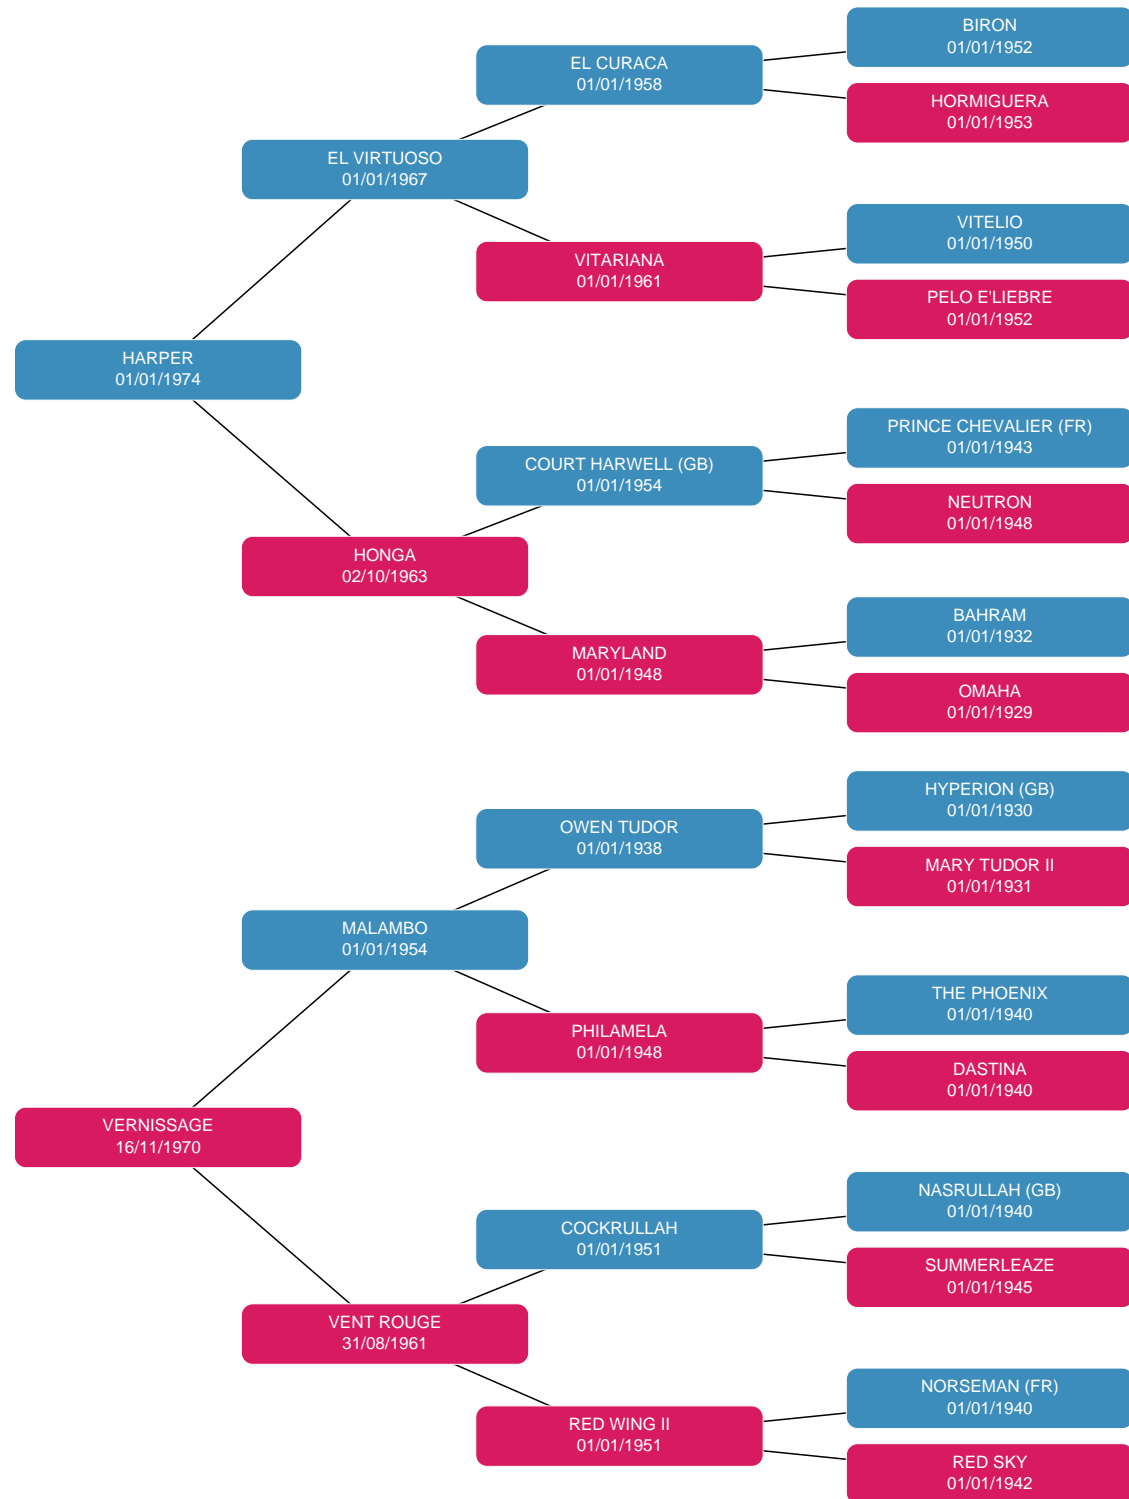 BIRON
01/01/1952
EL CURACA
01/01/1958
HORMIGUERA
01/01/1953
EL VIRTUOSO
01/01/1967
VITELIO
01/01/1950
VITARIANA
01/01/1961
PELO E'LIEBRE
01/01/1952
HARPER
01/01/1974
PRINCE CHEVALIER (FR)
01/01/1943
COURT HARWELL (GB)
01/01/1954
NEUTRON
01/01/1948
HONGA
02/10/1963
BAHRAM
01/01/1932
MARYLAND
01/01/1948
OMAHA
01/01/1929
HYPERION (GB)
01/01/1930
OWEN TUDOR
01/01/1938
MARY TUDOR II
01/01/1931
MALAMBO
01/01/1954
THE PHOENIX
01/01/1940
PHILAMELA
01/01/1948
DASTINA
01/01/1940
VERNISSAGE
16/11/1970
NASRULLAH (GB)
01/01/1940
COCKRULLAH
01/01/1951
SUMMERLEAZE
01/01/1945
VENT ROUGE
31/08/1961
NORSEMAN (FR)
01/01/1940
RED WING II
01/01/1951
RED SKY
01/01/1942